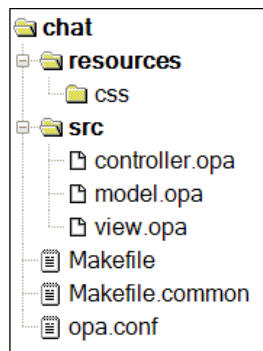 chat
resources
css
src
controller.opa
model.opa
view.opa
Makefile
Makefile.common
opa.conf